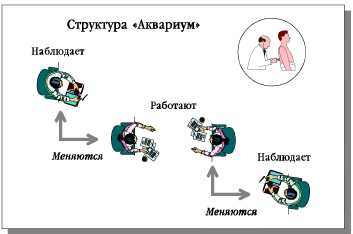 Структура «Аквариум»
Наблюдает
Работают
Меняются
Наблюдает
Меняются